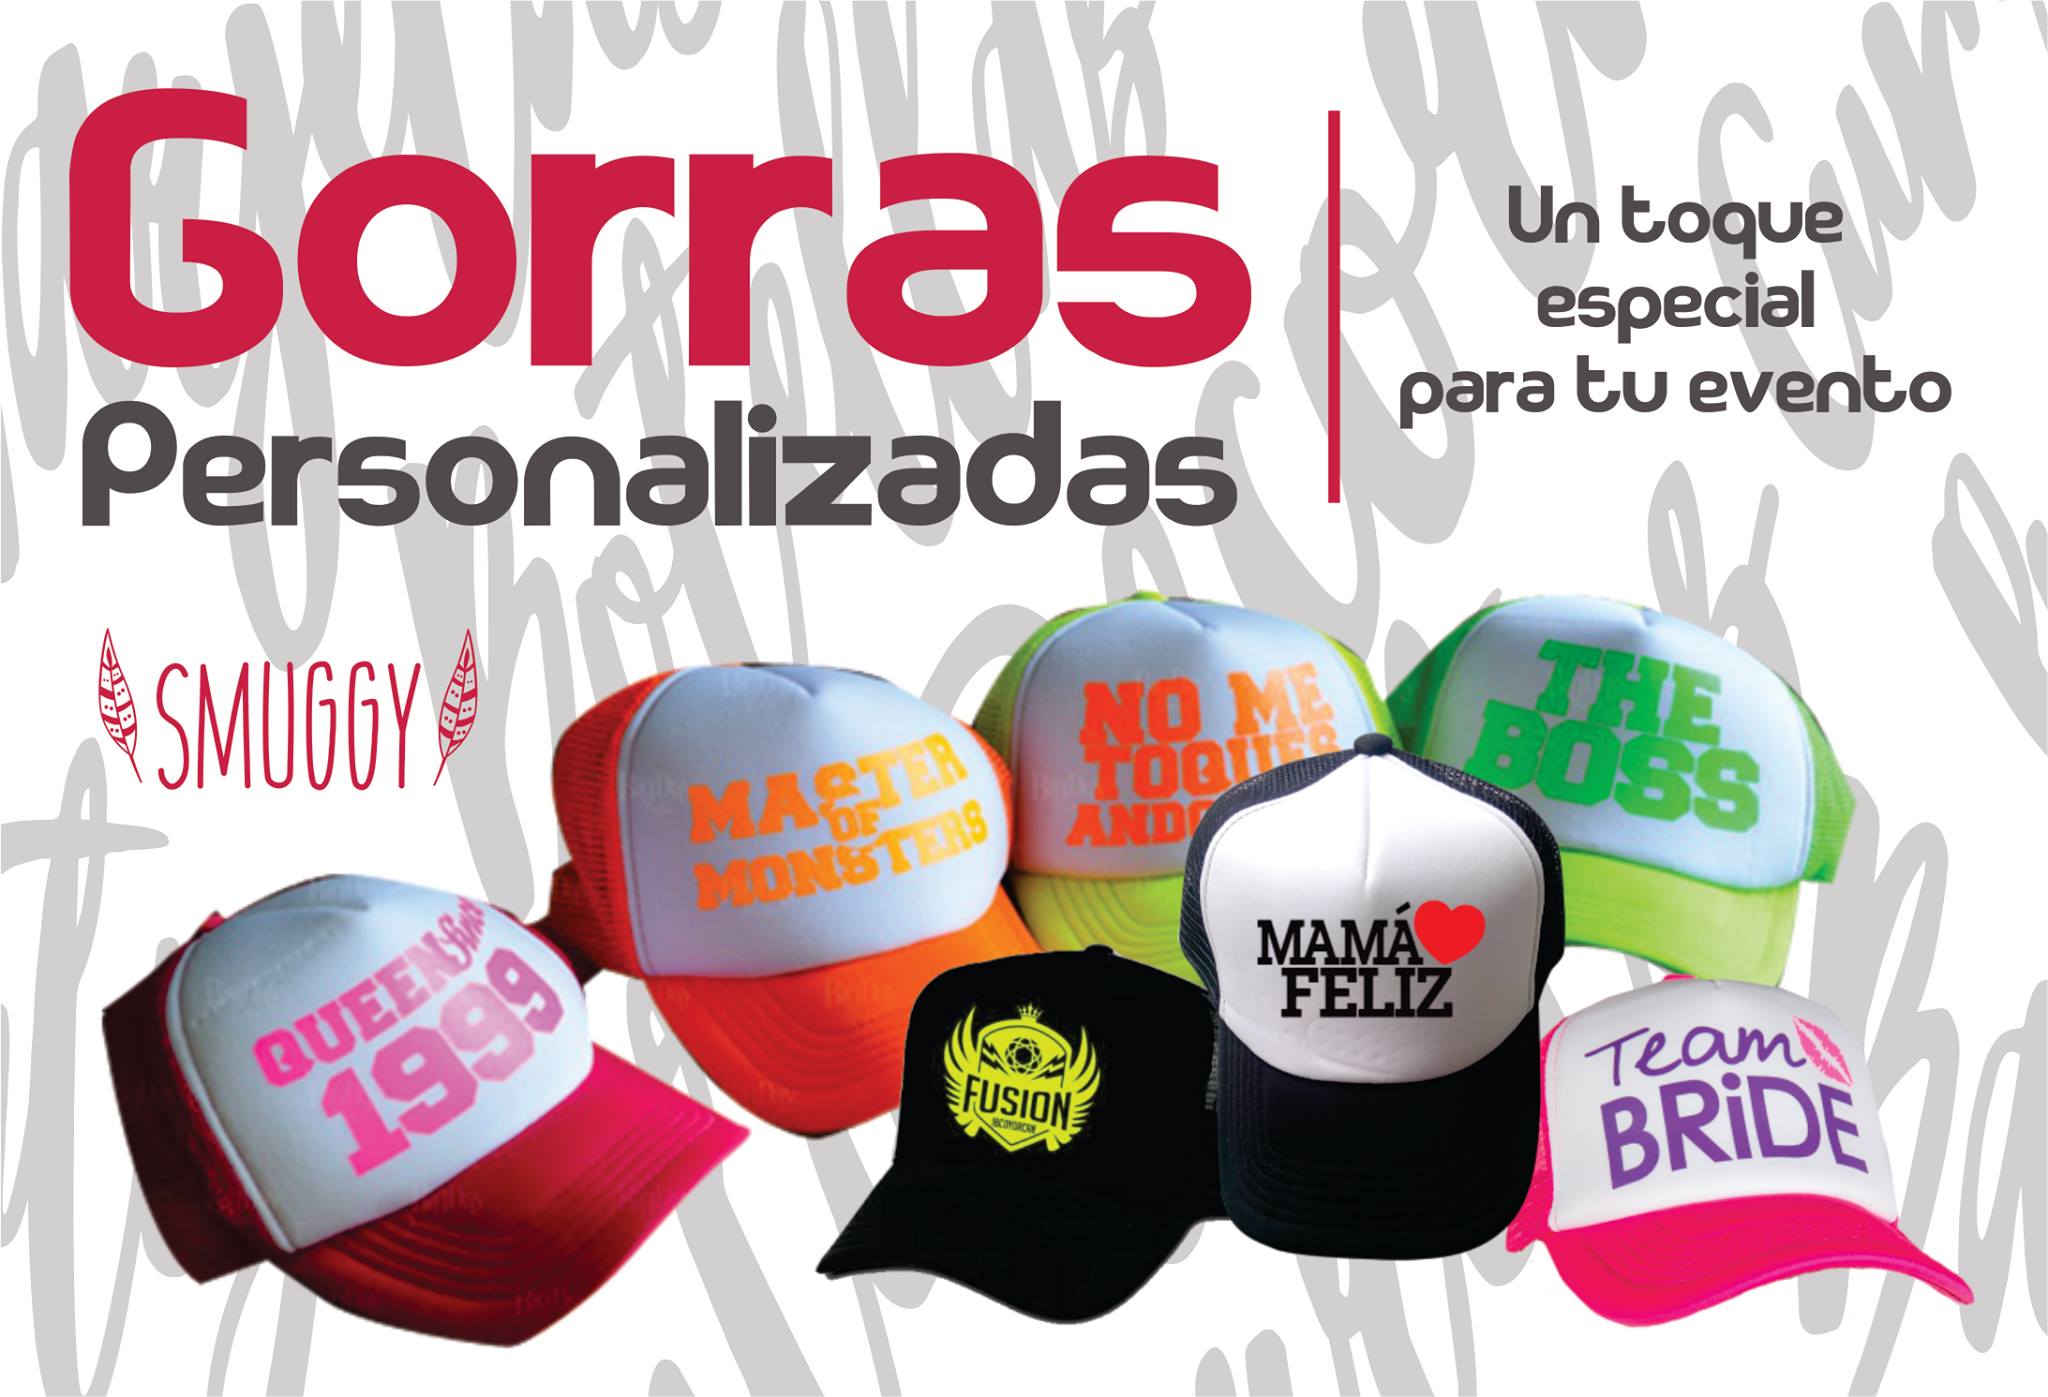 Gorras
Personalizadas
Un toque
especial
para tu evento
SMUGGY
QUEEN
1999
MASTER
OF
MONSTERS
NO ME
TOQUES
THE
BOSS
FUSION
MAMÁ
FELIZ
Team
BRiDE